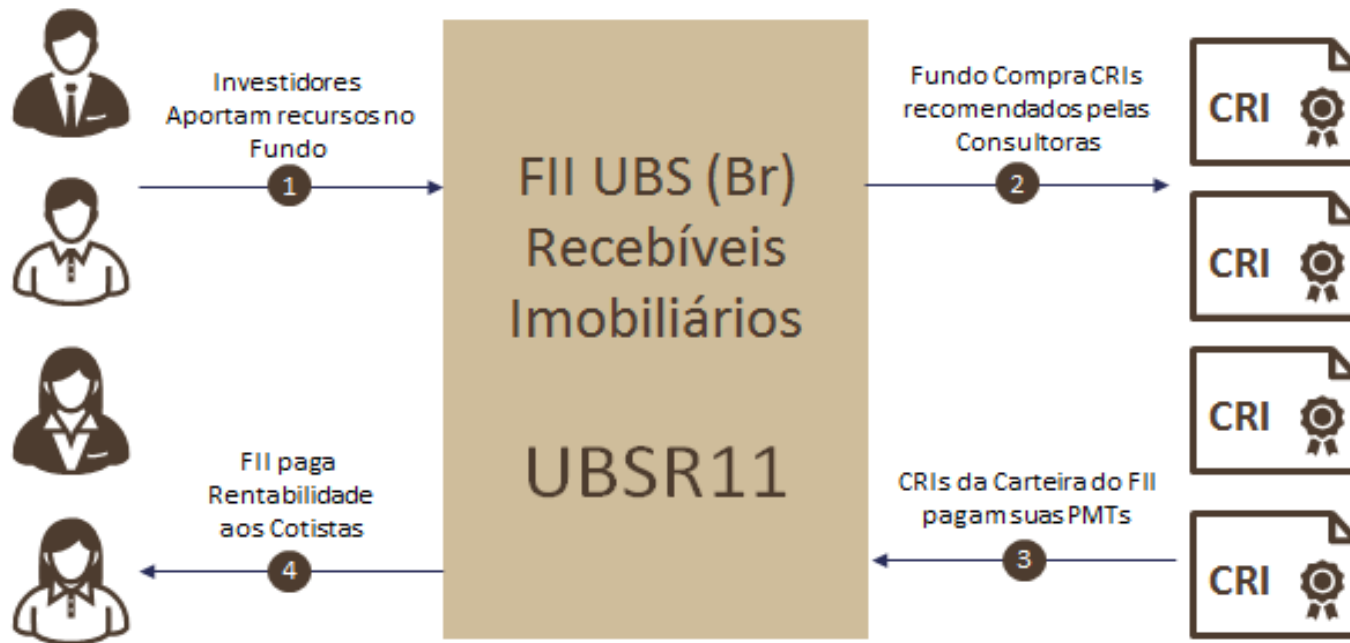 Investidores
Aportam recursos no
Fundo
1
FII UBS (Br)
Recebíveis
Imobiliários
UBSR11
Fundo Compra CRIs
recomendados pelas
Consultoras
2
CRI
CRI
CRI
CRI
CRIs da Carteira do FII
pagam suas PMTs
3
FII paga
Rentabilidade
aos Cotistas
4